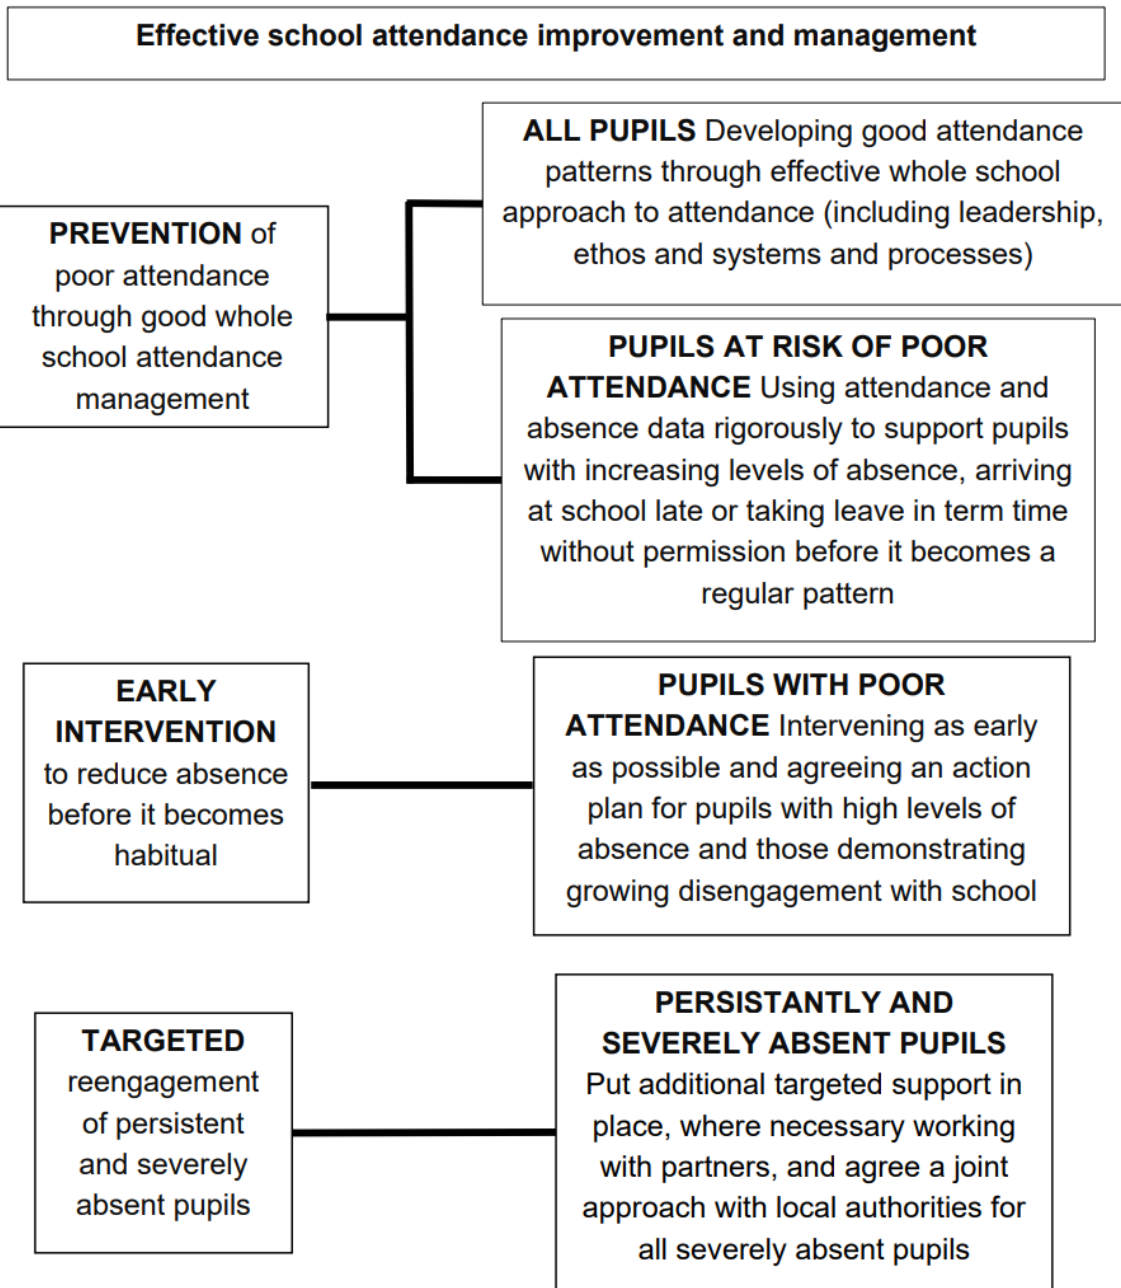 Effective school attendance improvement and management
PREVENTION of
poor attendance
through good whole
school attendance
management
ALL PUPILS Developing good attendance
patterns through effective whole school
approach to attendance (including leadership,
ethos and systems and processes)
PUPILS AT RISK OF POOR
ATTENDANCE Using attendance and
absence data rigorously to support pupils
with increasing levels of absence, arriving
at school late or taking leave in term time
without permission before it becomes a
regular pattern
EARLY
INTERVENTION
to reduce absence
before it becomes
habitual
PUPILS WITH POOR
ATTENDANCE Intervening as early
as possible and agreeing an action
plan for pupils with high levels of
absence and those demonstrating
growing disengagement with school
TARGETED
reengagement
of persistent
and severely
absent pupils
PERSISTANTLY AND
SEVERELY ABSENT PUPILS
Put additional targeted support in
place, where necessary working
with partners, and agree a joint
approach with local authorities for
all severely absent pupils